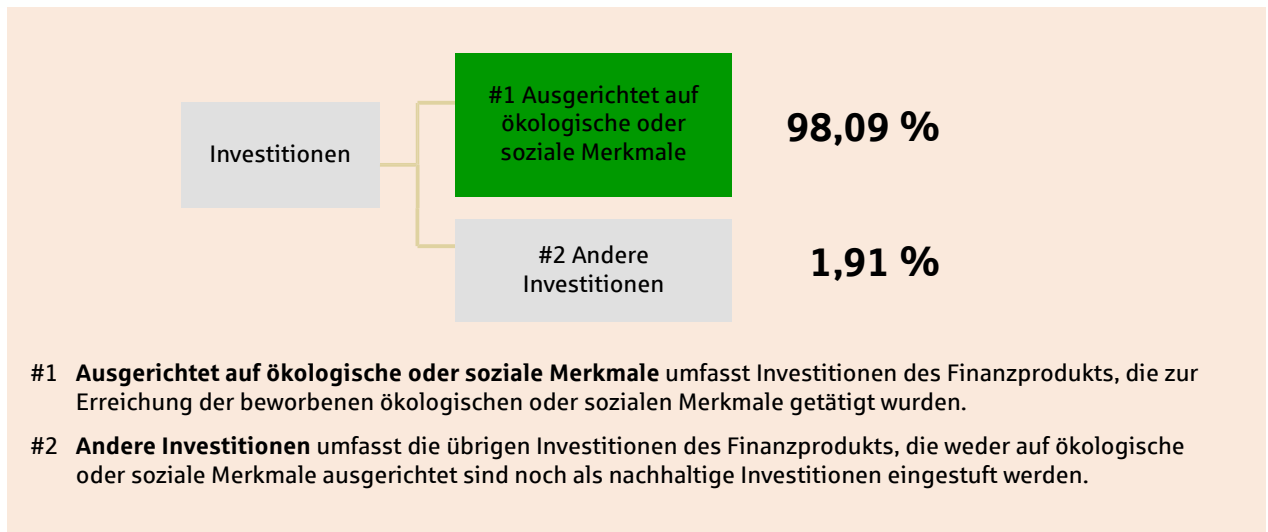 #1 Ausgerichtet auf
ökologische oder
soziale Merkmale
98,09 %
Investitionen
#2 Andere
Investitionen
1,91 %
#1 Ausgerichtet auf ökologische oder soziale Merkmale umfasst Investitionen des Finanzprodukts, die zur
Erreichung der beworbenen ökologischen oder sozialen Merkmale getätigt wurden.
#2 Andere Investitionen umfasst die übrigen Investitionen des Finanzprodukts, die weder auf ökologische
oder soziale Merkmale ausgerichtet sind noch als nachhaltige Investitionen eingestuft werden.